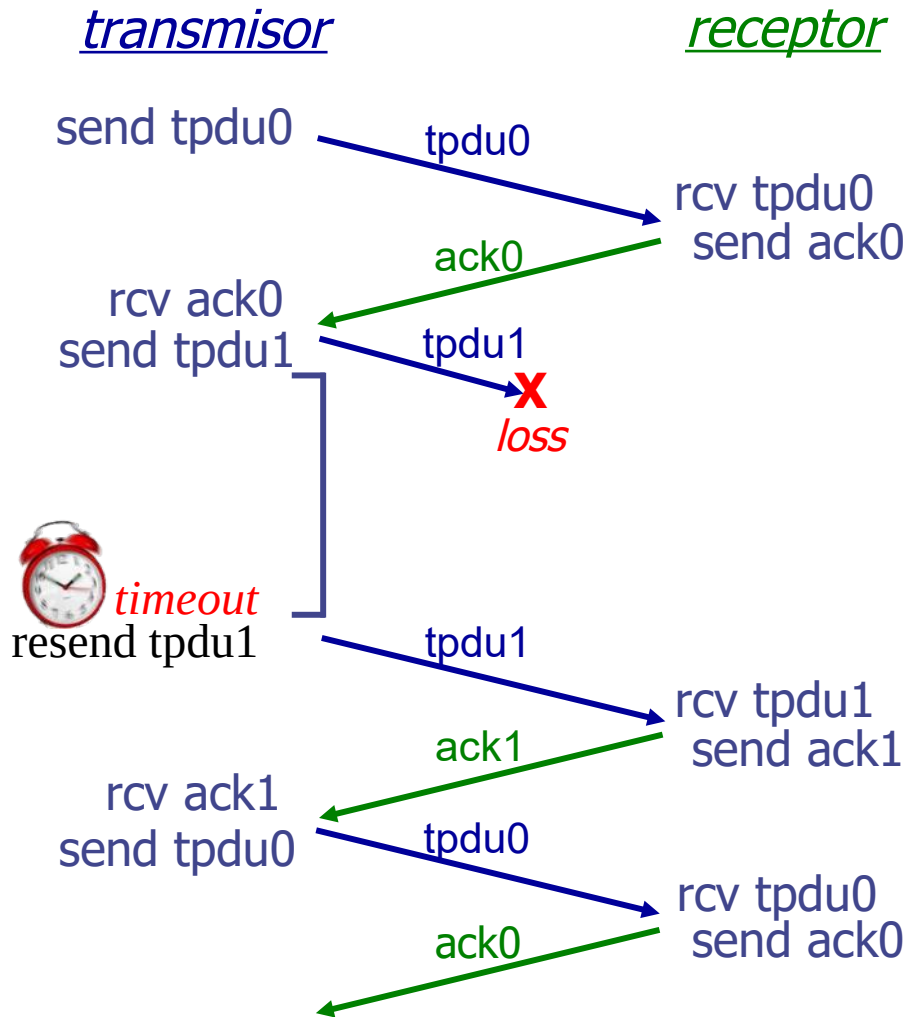 transmisor
receptor
send tpdu0
tpdu0
rcv tpdu0
send ack0
ack0
rcv ack0
send tpdu1
tpdu1
X
loss
timeout
resend tpdu1
tpdu1
rcv tpdu1
send ack1
ack1
rcv ack1
send tpdu0
tpdu0
rcv tpdu0
send ack0
ack0